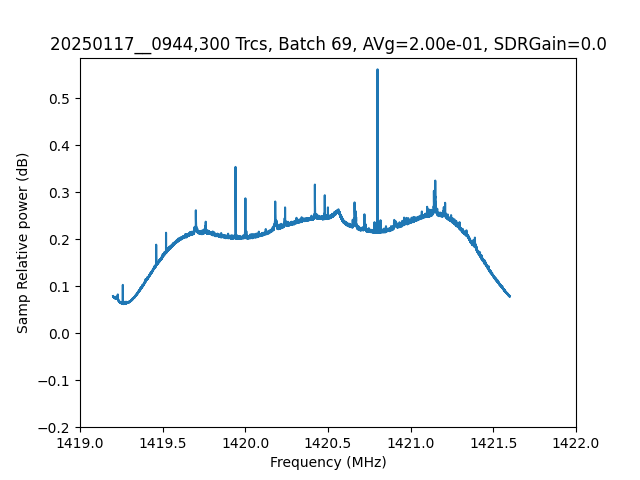 20250117__0944,300 Trcs, Batch 69, AVg=2.00e-01, SDRGain=0.0
Samp Relative power (dB)
0.5
0.4
0.3
0.2
0.1
0.0
−0.1
−0.2
1419.0 1419.5 1420.0 1420.5 1421.0 1421.5 1422.0
Frequency (MHz)